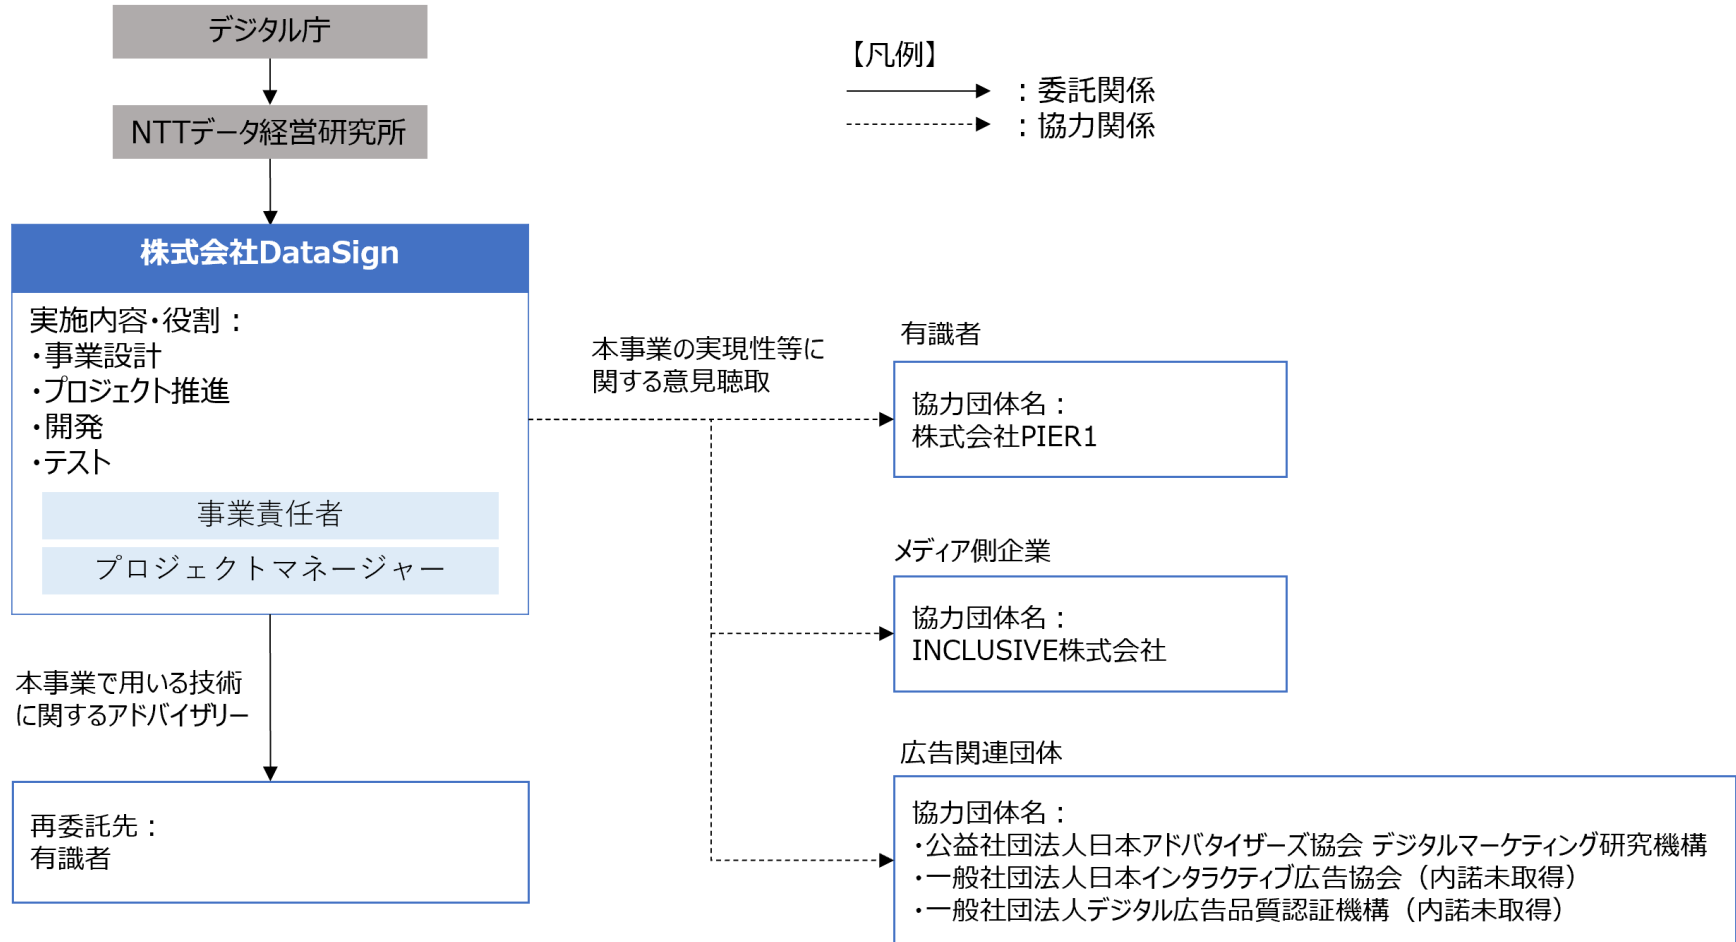 デジタル庁
NTTデータ経営研究所
【凡例】
：委託関係
：協力関係
株式会社DataSign
実施内容・役割：
・事業設計
・プロジェクト推進
・開発
・テスト
事業責任者
プロジェクトマネージャー
本事業の実現性等に
関する意見聴取
有識者
協力団体名：
株式会社PIER1
メディア側企業
協力団体名：
INCLUSIVE株式会社
本事業で用いる技術
に関するアドバイザリー
再委託先：
有識者
広告関連団体
協力団体名：
・公益社団法人日本アドバタイザーズ協会 デジタルマーケティング研究機構
・一般社団法人日本インタラクティブ広告協会（内諾未取得）
・一般社団法人デジタル広告品質認証機構（内諾未取得）